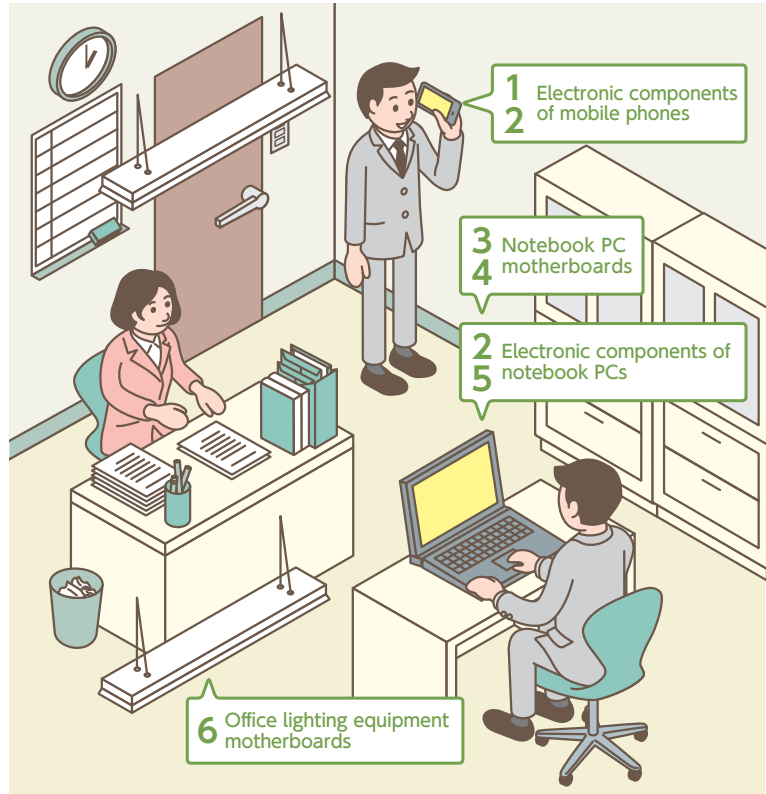 1
2
Electronic components
of mobile phones
3
4
Notebook PC
motherboards
2
5
Electronic components of
notebook PCs
6
Office lighting equipment
motherboards